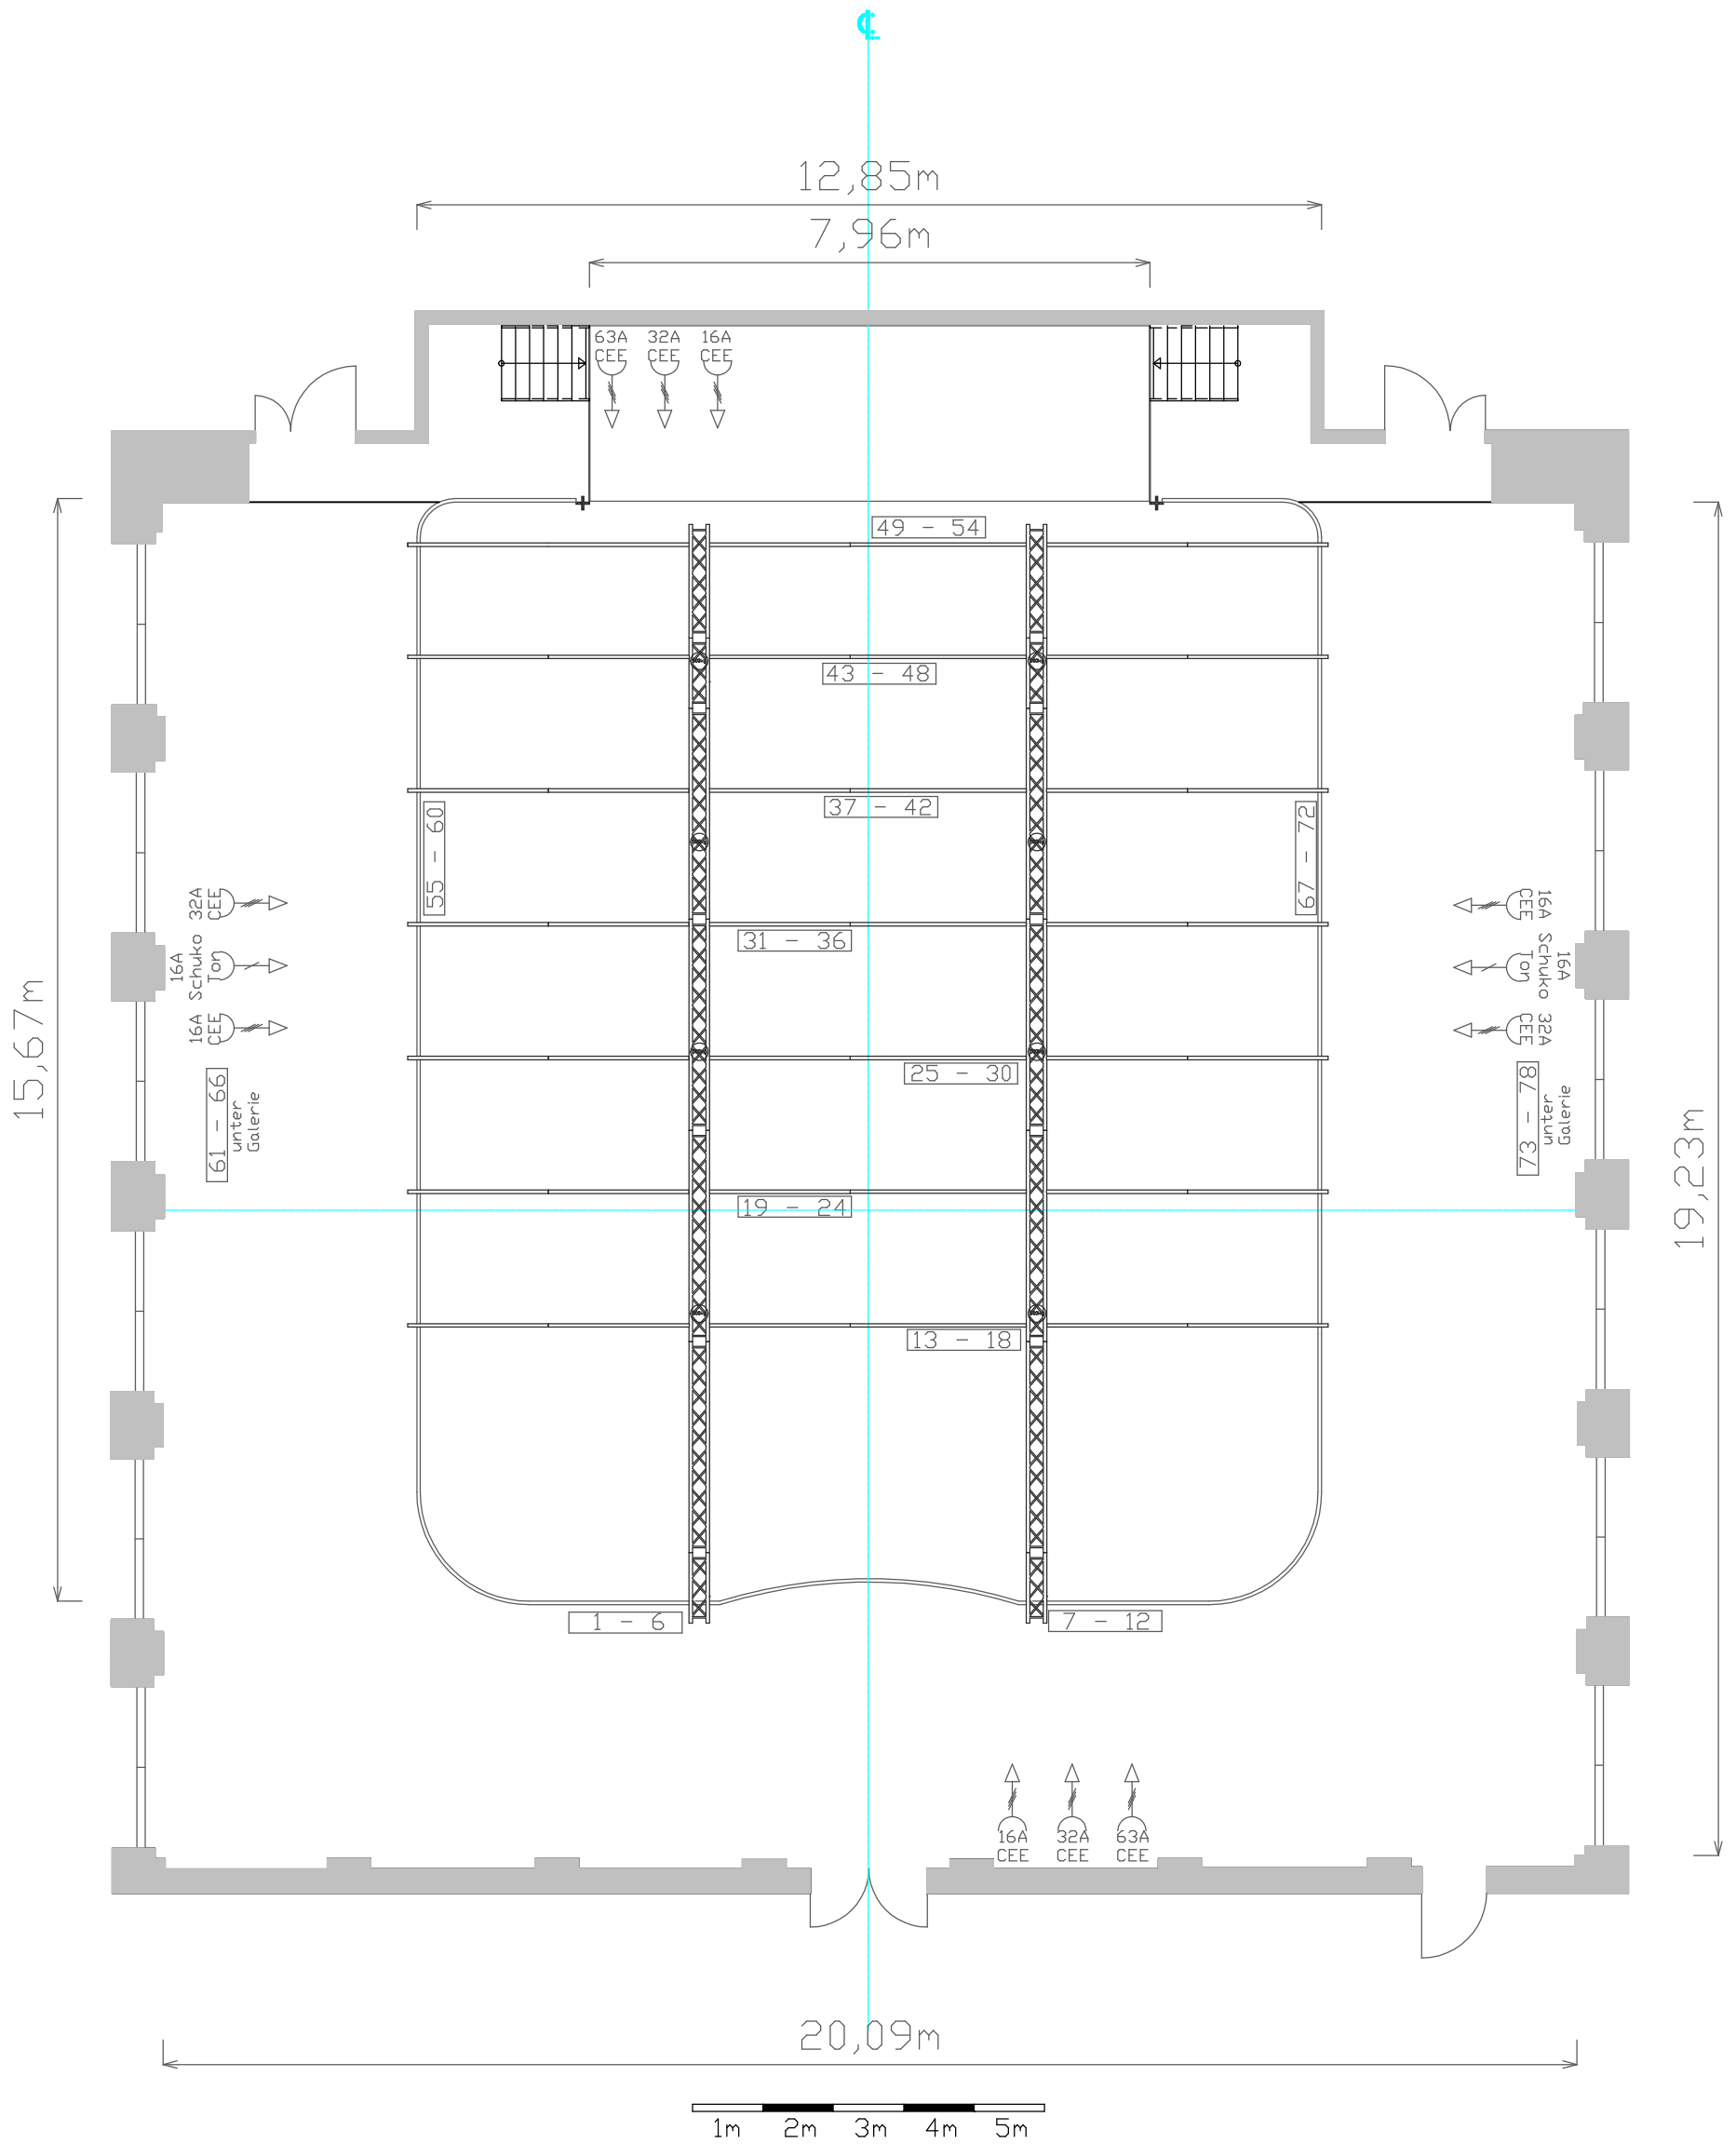 ℄
12,85m
7,96m
63A
CEE
32A
CEE
16A
CEE
49 - 54
43 - 48
37 - 42
55 - 60
67 - 72
32A
CEE
16A
Schuko
Ton
16A
CEE
16A
CEE
16A
Schuko
Ton
32A
CEE
31 - 36
25 - 30
15,67m
61 - 66
unter
Galerie
73 - 78
unter
Galerie
19,23m
19 - 24
13 - 18
1 - 6
7 - 12
16A
CEE
32A
CEE
63A
CEE
20,09m
1m 2m 3m 4m 5m